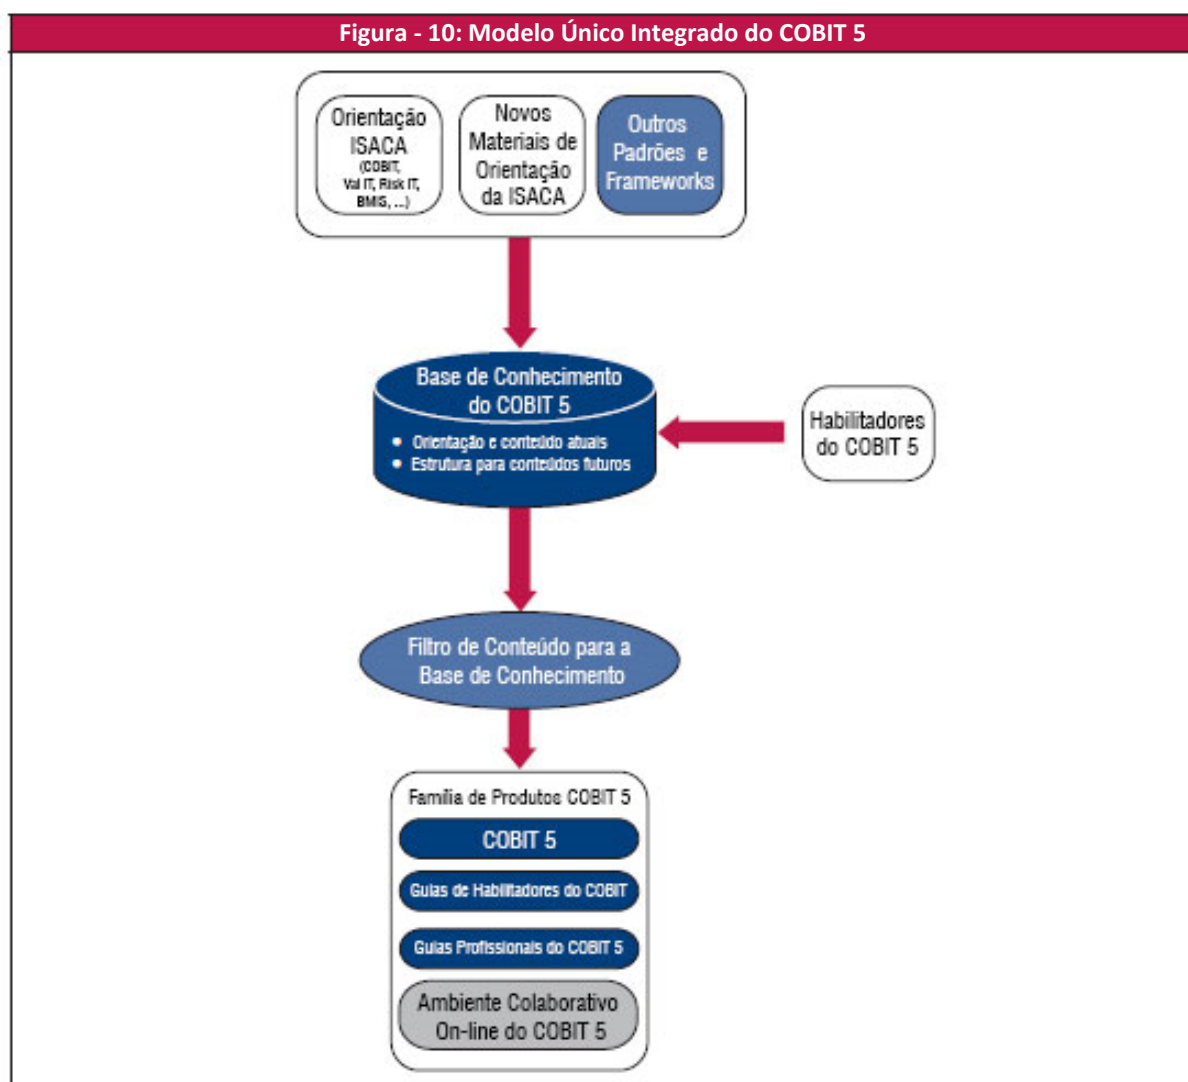 Figura - 10: Modelo Único Integrado do COBIT 5
Orientação
ISACA
(COBIT,
Val IT, Risk IT,
BMIS, ...)
Novos
Materiais de
Orientação
da ISACA
Outros
Padrões e
Frameworks
Base de Conhecimento
do COBIT 5
• Orientação e conteúdo atuais
• Estrutura para conteúdos futuros
Habilitadores
do COBIT 5
Filtro de Conteúdo para a
Base de Conhecimento
Família de Produtos COBIT 5
COBIT 5
Guias de Habilitadores do COBIT
Guias Profissionais do COBIT 5
Ambiente Colaborativo
On-line do COBIT 5